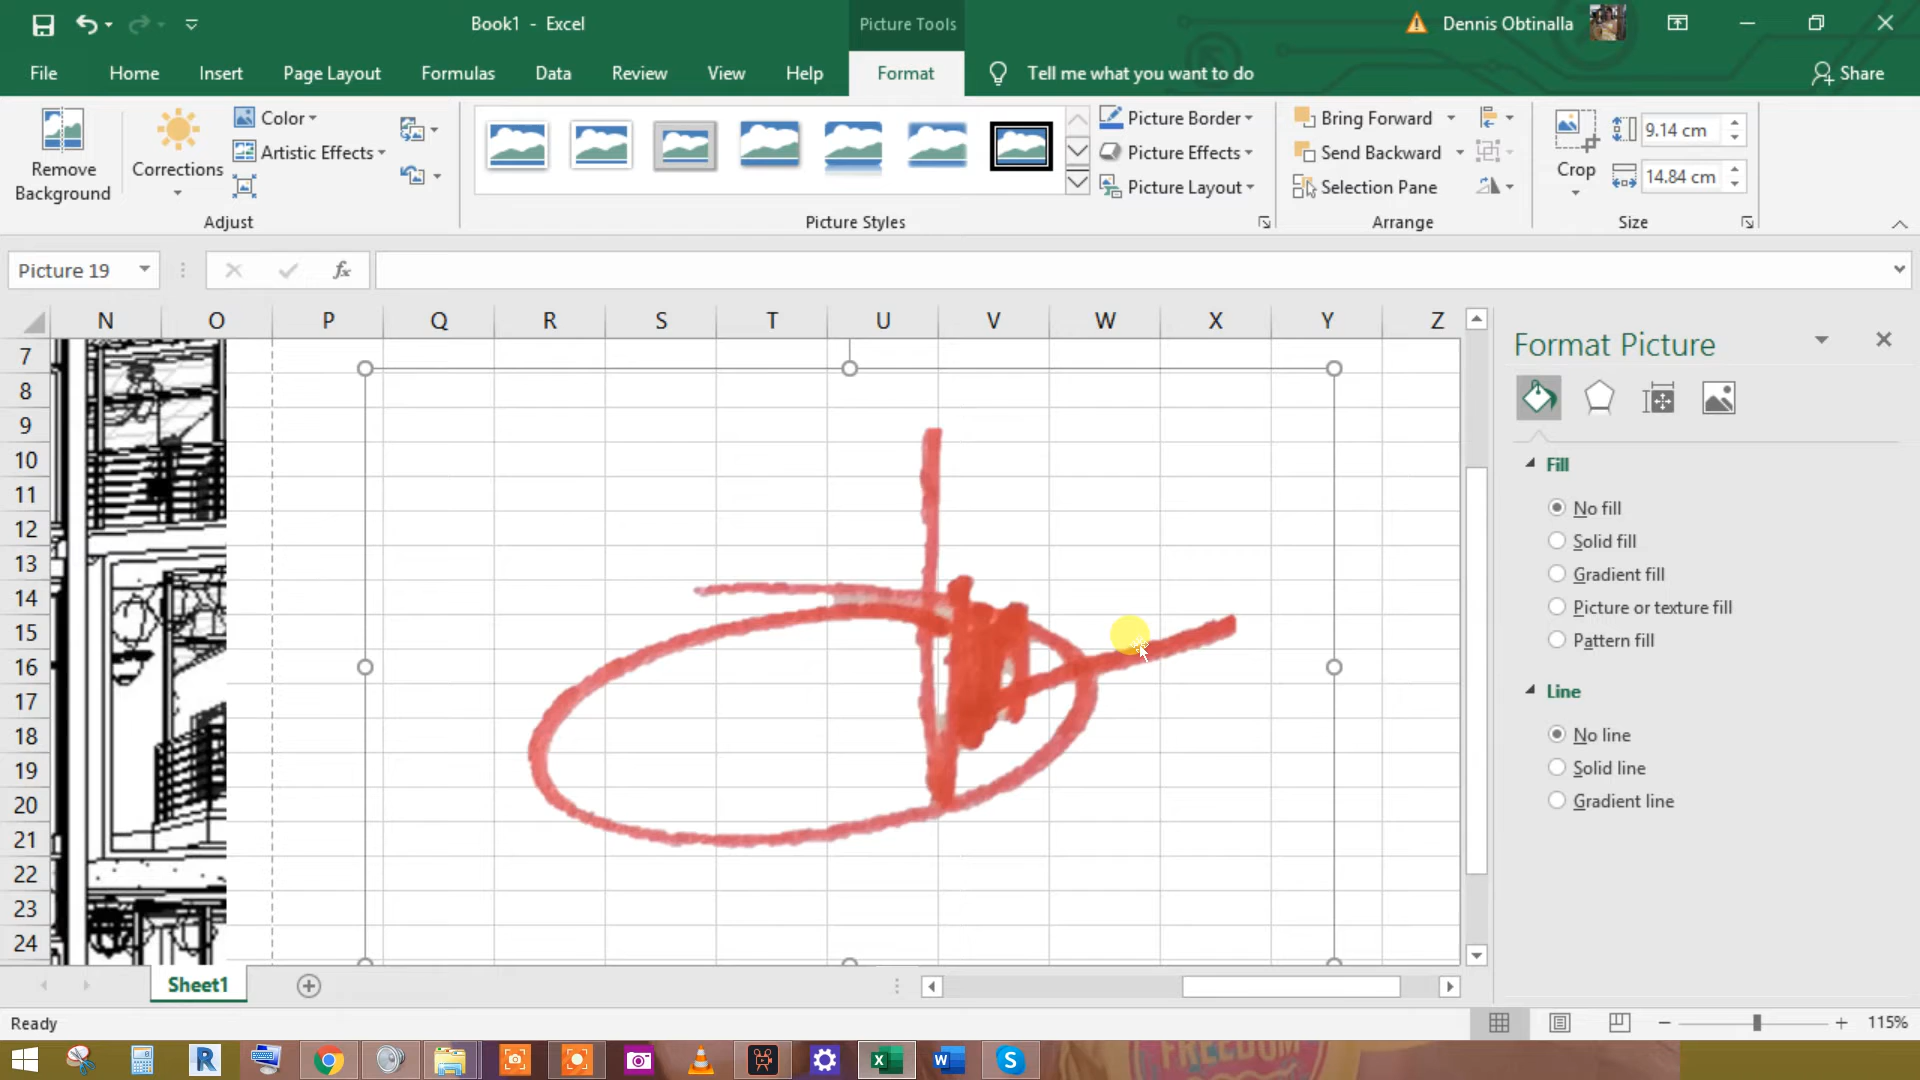 Book1 - Excel
Picture Tools
Dennis Obtinalla
File
Home
Insert
Page Layout
Formulas
Data
Review
View
Help
Format
Tell me what you want to do
Share
Remove
Background
Corrections
Color
Artistic Effects
Adjust
Picture Styles
Picture Border
Picture Effects
Picture Layout
Bring Forward
Send Backward
Selection Pane
Arrange
Crop
9.14 cm
14.84 cm
Size
Picture 19
fx
N O P Q R S T U V W X Y Z
7
8
9
10
11
12
13
14
15
16
17
18
19
20
21
22
23
24
Format Picture
Fill
No fill
Solid fill
Gradient fill
Picture or texture fill
Pattern fill
Line
No line
Solid line
Gradient line
Sheet1
Ready
115%
FREEDOM